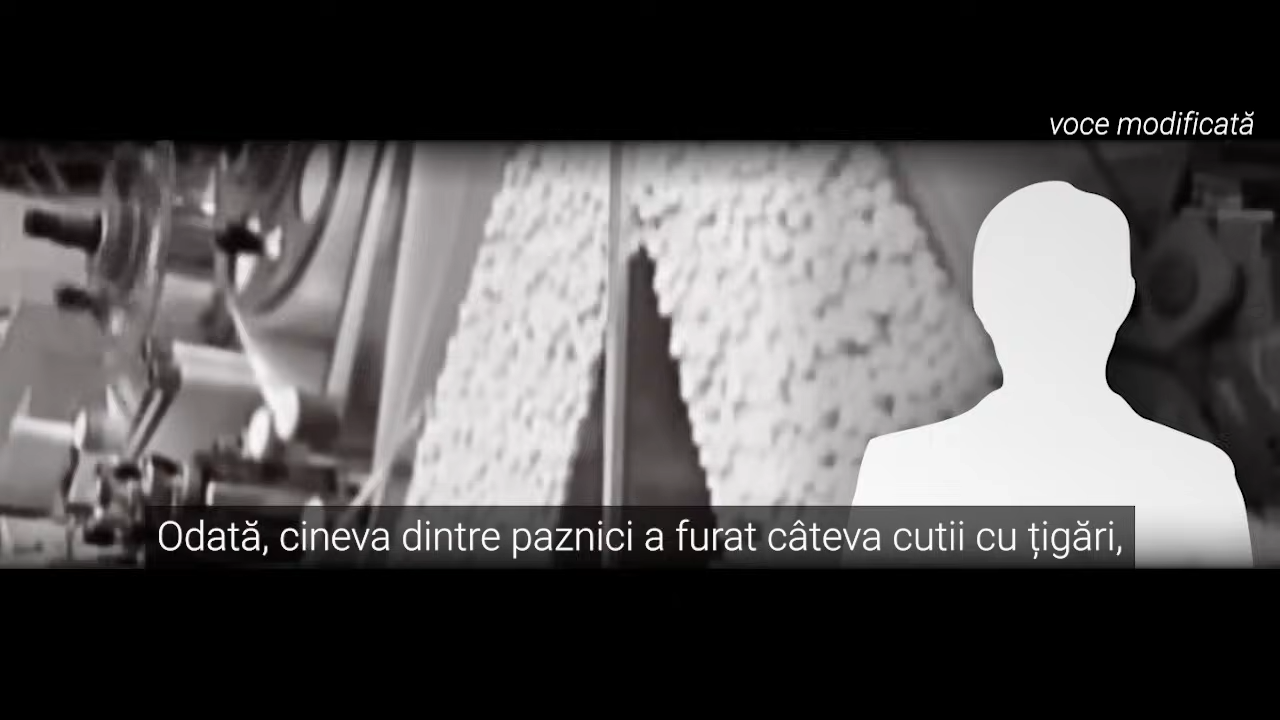 voce modificată
Odată, cineva dintre paznici a furat câteva cutii cu țigări,